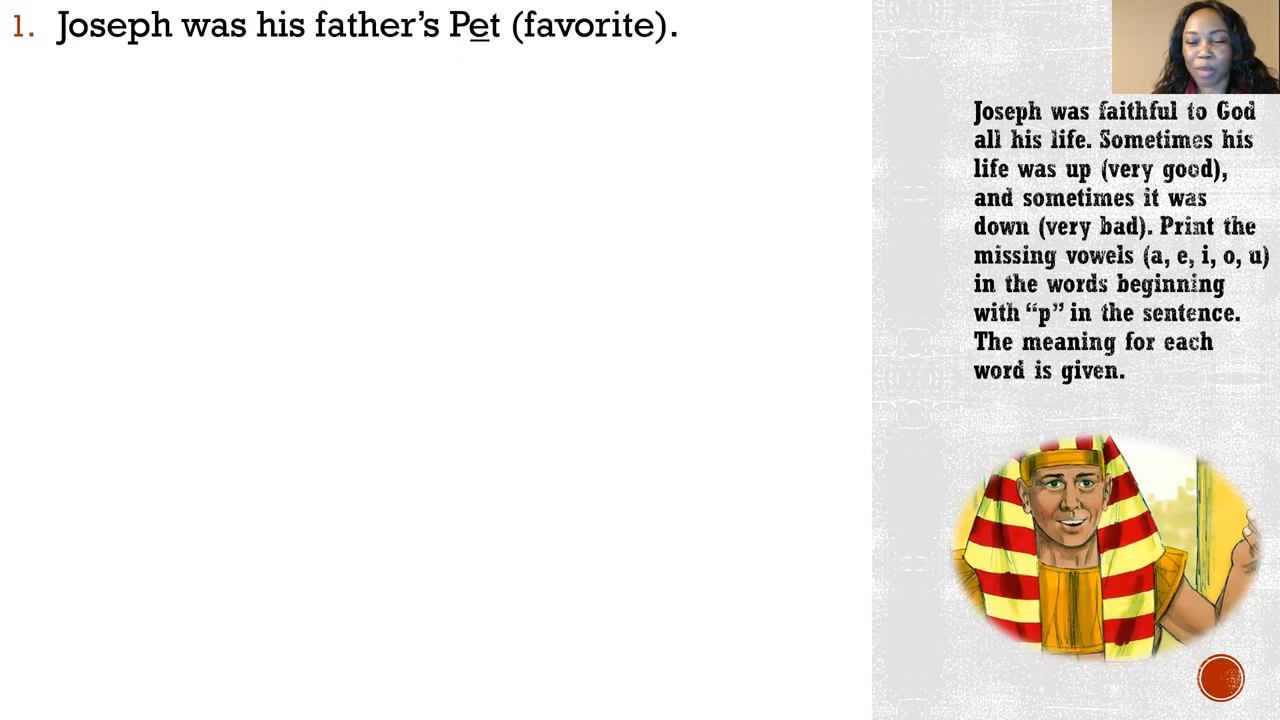 1. Joseph was his father’s Pet (favorite).
Joseph was faithful to God
all his life. Sometimes his
life was up (very good),
and sometimes it was
down (very bad). Print the
missing vowels (a, e, i, o, u)
in the words beginning
with “p” in the sentence.
The meaning for each
word is given.